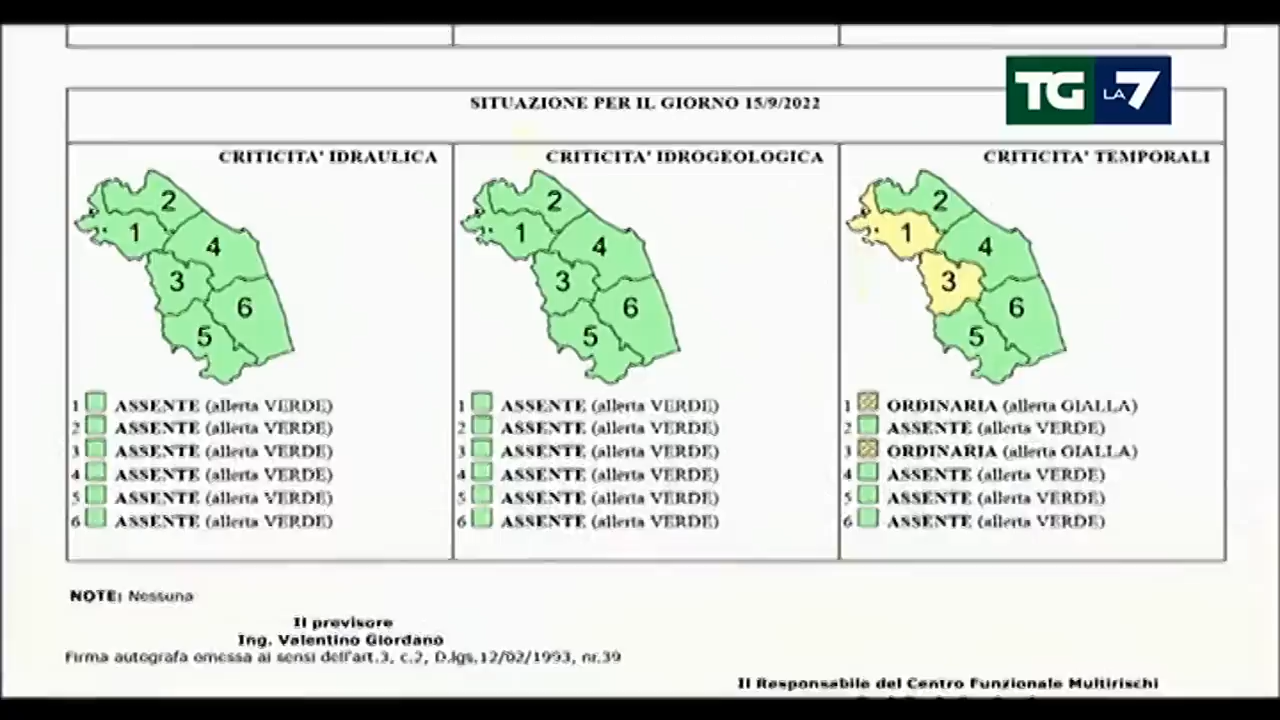 TG LA 7
SITUAZIONE PER IL GIORNO 15/9/2022
CRITICITA' IDRAULICA
2
1
4
3
6
5
1 ASSENTE (allerta VERDE)
2 ASSENTE (allerta VERDE)
3 ASSENTE (allerta VERDE)
4 ASSENTE (allerta VERDE)
5 ASSENTE (allerta VERDE)
6 ASSENTE (allerta VERDE)
CRITICITA' IDROGEOLOGICA
2
1
4
3
6
5
1 ASSENTE (allerta VERDE)
2 ASSENTE (allerta VERDE)
3 ASSENTE (allerta VERDE)
4 ASSENTE (allerta VERDE)
5 ASSENTE (allerta VERDE)
6 ASSENTE (allerta VERDE)
CRITICITA' TEMPORALI
2
1
4
3
6
5
1 ORDINARIA (allerta GIALLA)
2 ASSENTE (allerta VERDE)
3 ORDINARIA (allerta GIALLA)
4 ASSENTE (allerta VERDE)
5 ASSENTE (allerta VERDE)
6 ASSENTE (allerta VERDE)
NOTE: Nessuna
Il previsore
Ing. Valentino Giordano
Firma autografa omessa ai sensi dell'art.3, c.2, D.lgs.12/02/1993, nr.39
Il Responsabile del Centro Funzionale Multirischi